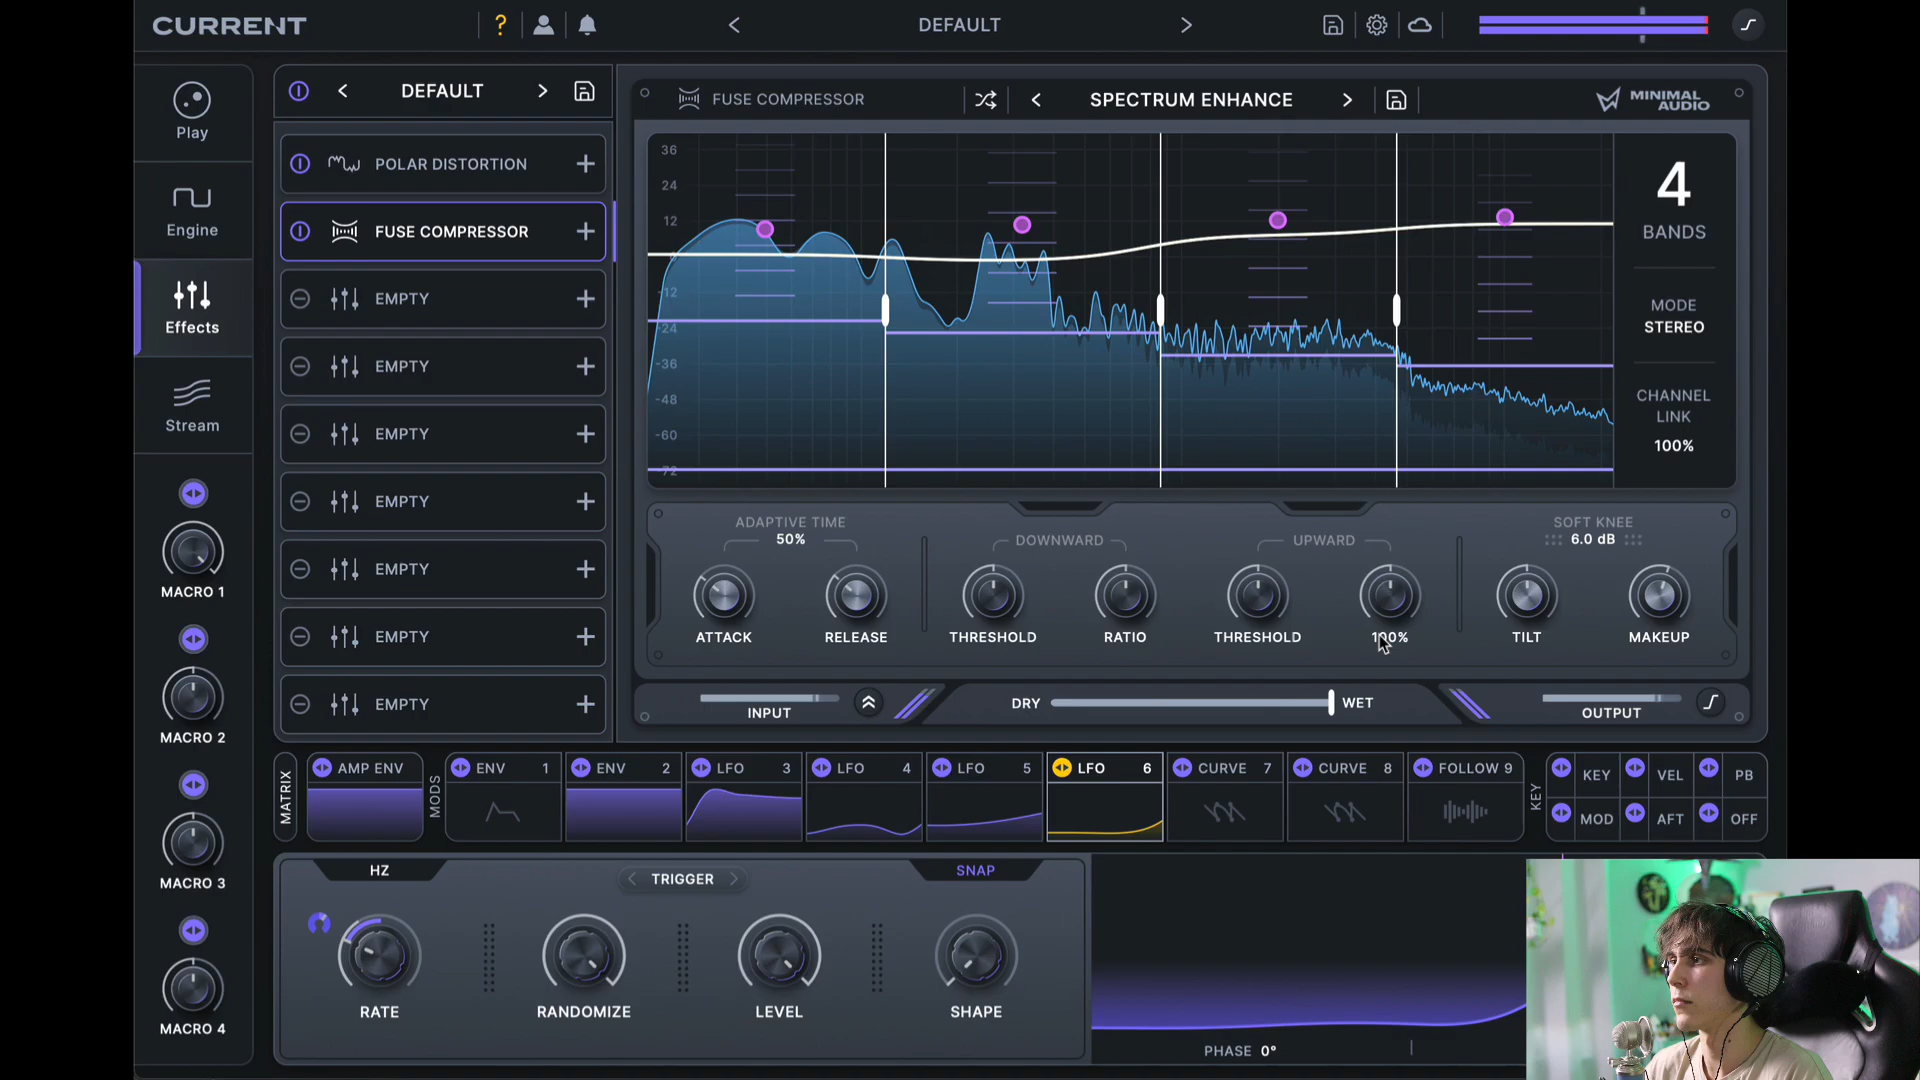 CURRENT
?
DEFAULT
Play
Engine
Effects
Stream
MACRO 1
MACRO 2
MACRO 3
MACRO 4
DEFAULT
POLAR DISTORTION
FUSE COMPRESSOR
EMPTY
EMPTY
EMPTY
EMPTY
EMPTY
EMPTY
EMPTY
FUSE COMPRESSOR
SPECTRUM ENHANCE
MINIMAL
AUDIO
36
24
12
-12
-24
-36
-48
-60
-72
4
BANDS
MODE
STEREO
CHANNEL
LINK
100%
ADAPTIVE TIME
50%
DOWNWARD
UPWARD
SOFT KNEE
6.0 dB
ATTACK
RELEASE
THRESHOLD
RATIO
THRESHOLD
100%
TILT
MAKEUP
INPUT
DRY
WET
OUTPUT
MATRIX
AMP ENV
MODS
ENV 1
ENV 2
LFO 3
LFO 4
LFO 5
LFO 6
CURVE 7
CURVE 8
FOLLOW 9
KEY
KEY
VEL
PB
MOD
AFT
OFF
HZ
TRIGGER
SNAP
RATE
RANDOMIZE
LEVEL
SHAPE
PHASE 0°